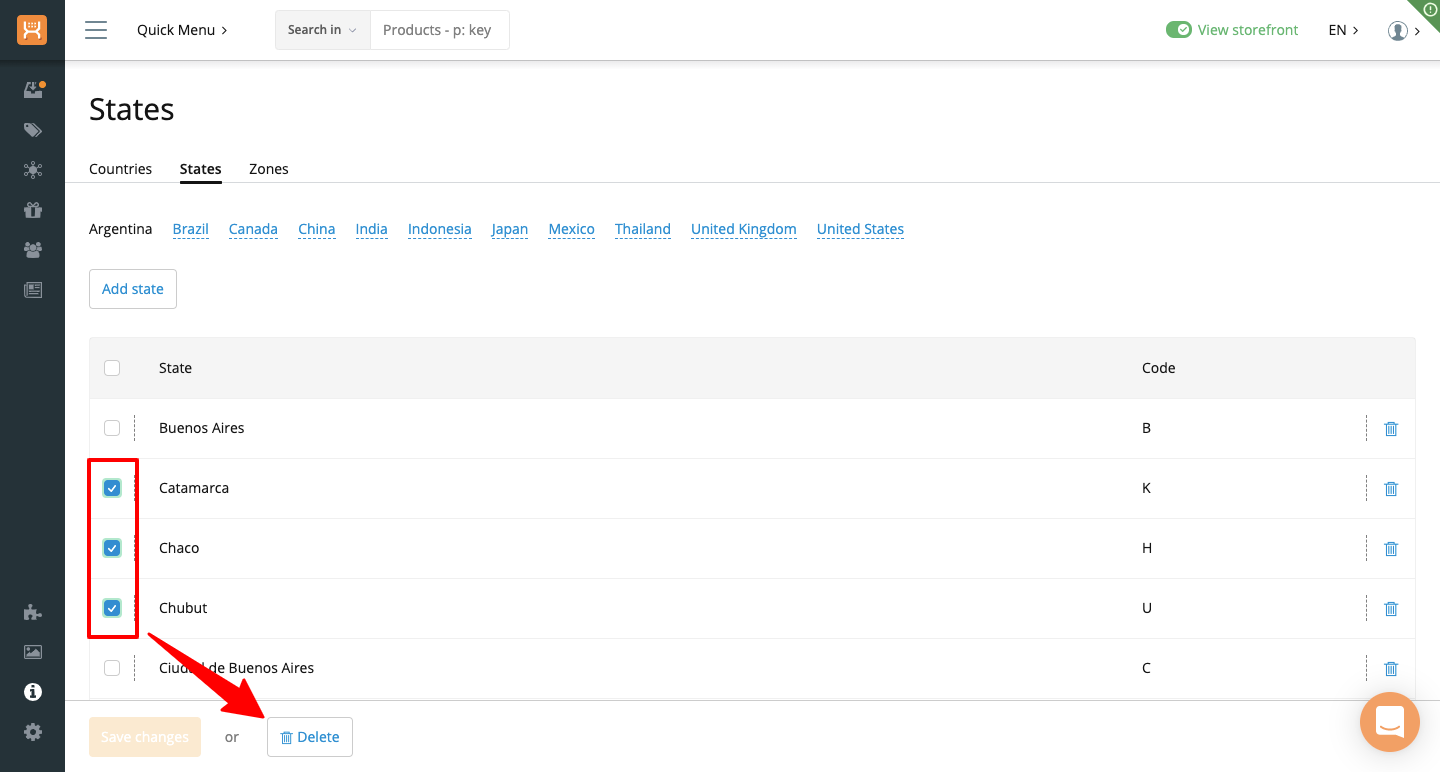 Quick Menu
Search in
Products - p: key
View storefront
EN
States
Countries States Zones
Argentina Brazil Canada China India Indonesia Japan Mexico Thailand United Kingdom United States
Add state
State Code
Buenos Aires B
Catamarca K
Chaco H
Chubut U
Ciudad de Buenos Aires C
Save changes or Delete